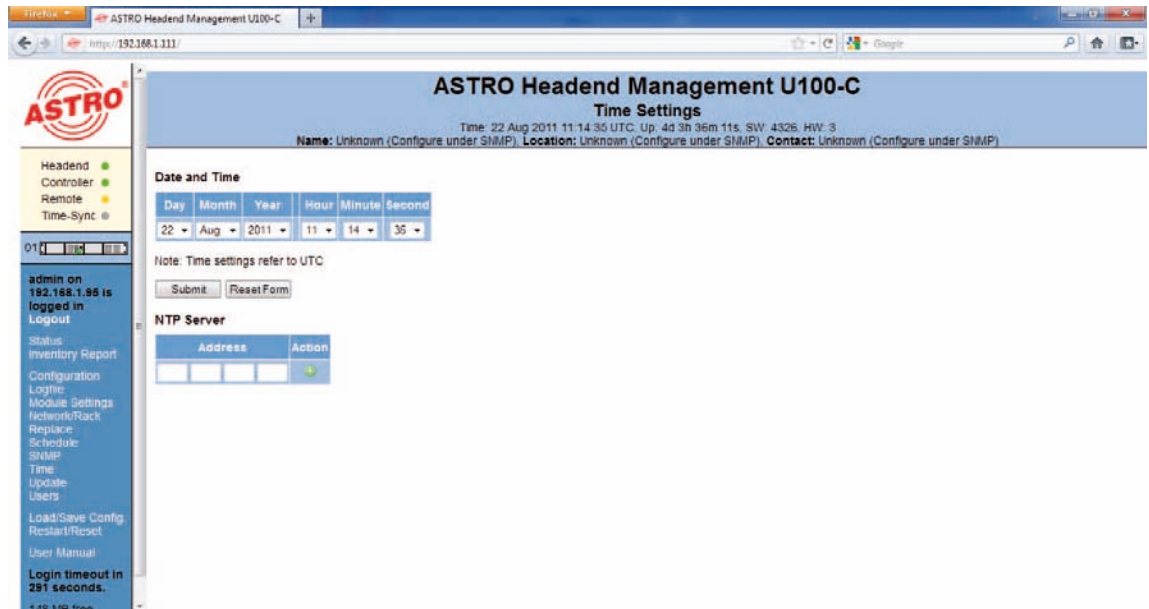 Firefox
ASTRO Headend Management U100-C
http://192.168.1.111/
Google
ASTRO
Headend
Controller
Remote
Time-Sync
01
admin on
192.168.1.95 is
logged in
Logout
Status
Inventory Report
Configuration
Logfile
Module Settings
Network/Rack
Replace
Schedule
SNMP
Time
Update
Users
Load/Save Config
Restart/Reset
User Manual
Login timeout in
291 seconds.
148 MB free
ASTRO Headend Management U100-C
Time Settings
Time: 22 Aug 2011 11:14:35 UTC, Up: 4d 3h 36m 11s, SW: 4326, HW: 3
Name: Unknown (Configure under SNMP), Location: Unknown (Configure under SNMP), Contact: Unknown (Configure under SNMP)
Date and Time
Day Month Year Hour Minute Second
22 Aug 2011 11 14 35
Note: Time settings refer to UTC
Submit Reset Form
NTP Server
Address Action